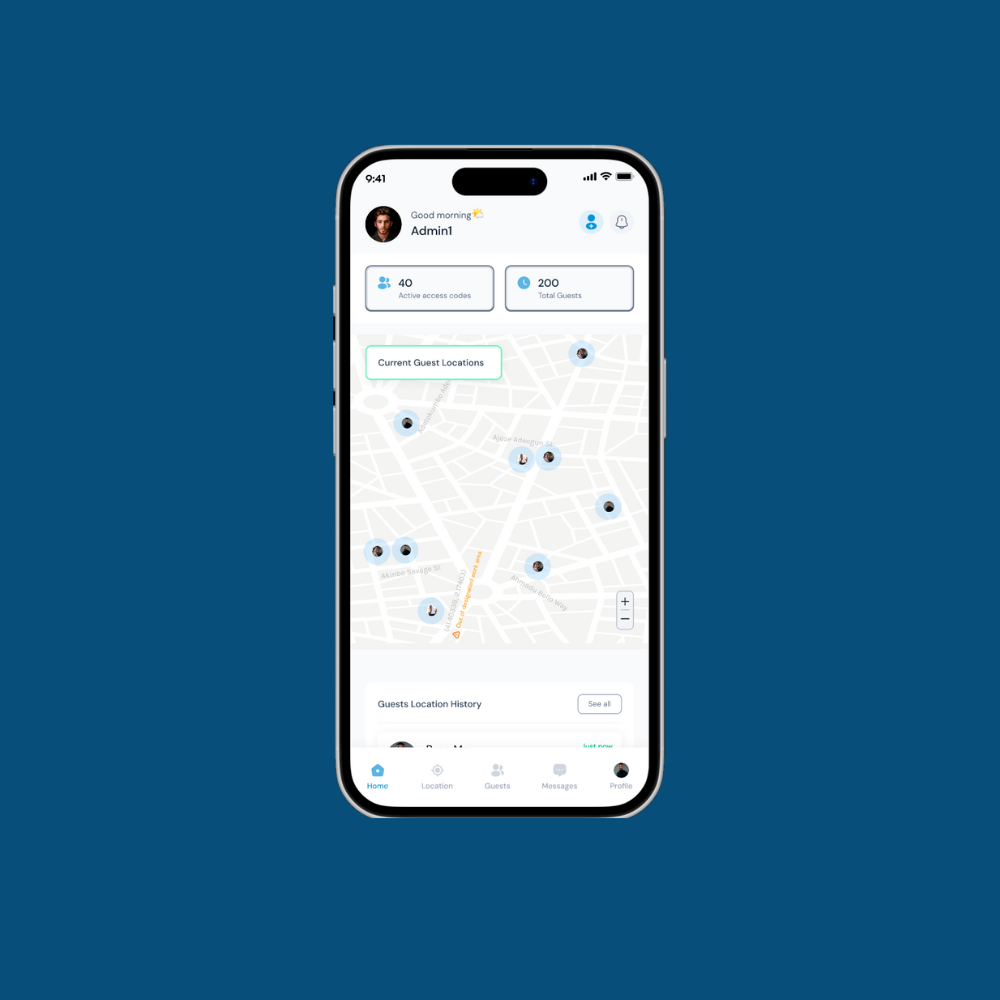 9:41
Good morning
Admin1
40
Active access codes
200
Total Guests
Current Guest Locations
Ajose Adeogun St
Akinbo Savage St
Ahmadu Bello Way
Out of designated work area
Guests Location History
See all
Just now
Home
Location
Guests
Messages
Profile